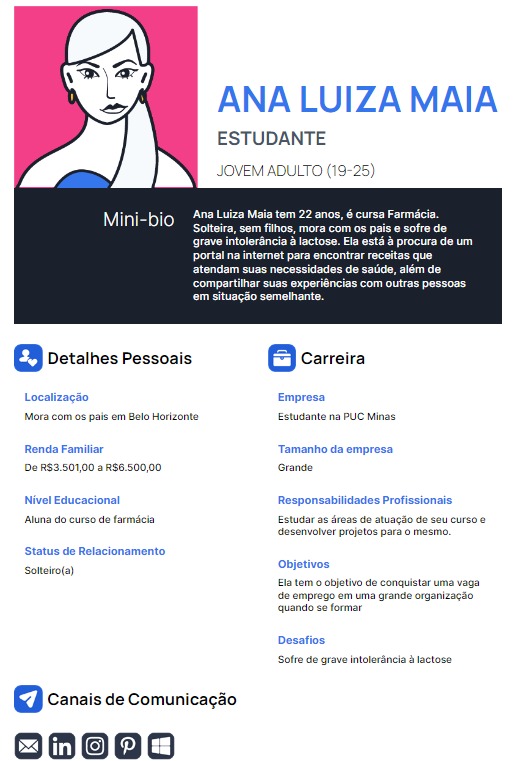 ANA LUIZA MAIA
ESTUDANTE
JOVEM ADULTO (19-25)
Mini-bio
Ana Luiza Maia tem 22 anos, é cursa Farmácia.
Solteira, sem filhos, mora com os pais e sofre de
grave intolerância à lactose. Ela está à procura de um
portal na internet para encontrar receitas que
atendam suas necessidades de saúde, além de
compartilhar suas experiências com outras pessoas
em situação semelhante.
Detalhes Pessoais
Localização
Mora com os pais em Belo Horizonte
Renda Familiar
De R$3.501,00 a R$6.500,00
Nível Educacional
Aluna do curso de farmácia
Status de Relacionamento
Solteiro(a)
Carreira
Empresa
Estudante na PUC Minas
Tamanho da empresa
Grande
Responsabilidades Profissionais
Estudar as áreas de atuação de seu curso e
desenvolver projetos para o mesmo.
Objetivos
Ela tem o objetivo de conquistar uma vaga
de emprego em uma grande organização
quando se formar
Desafios
Sofre de grave intolerância à lactose
Canais de Comunicação